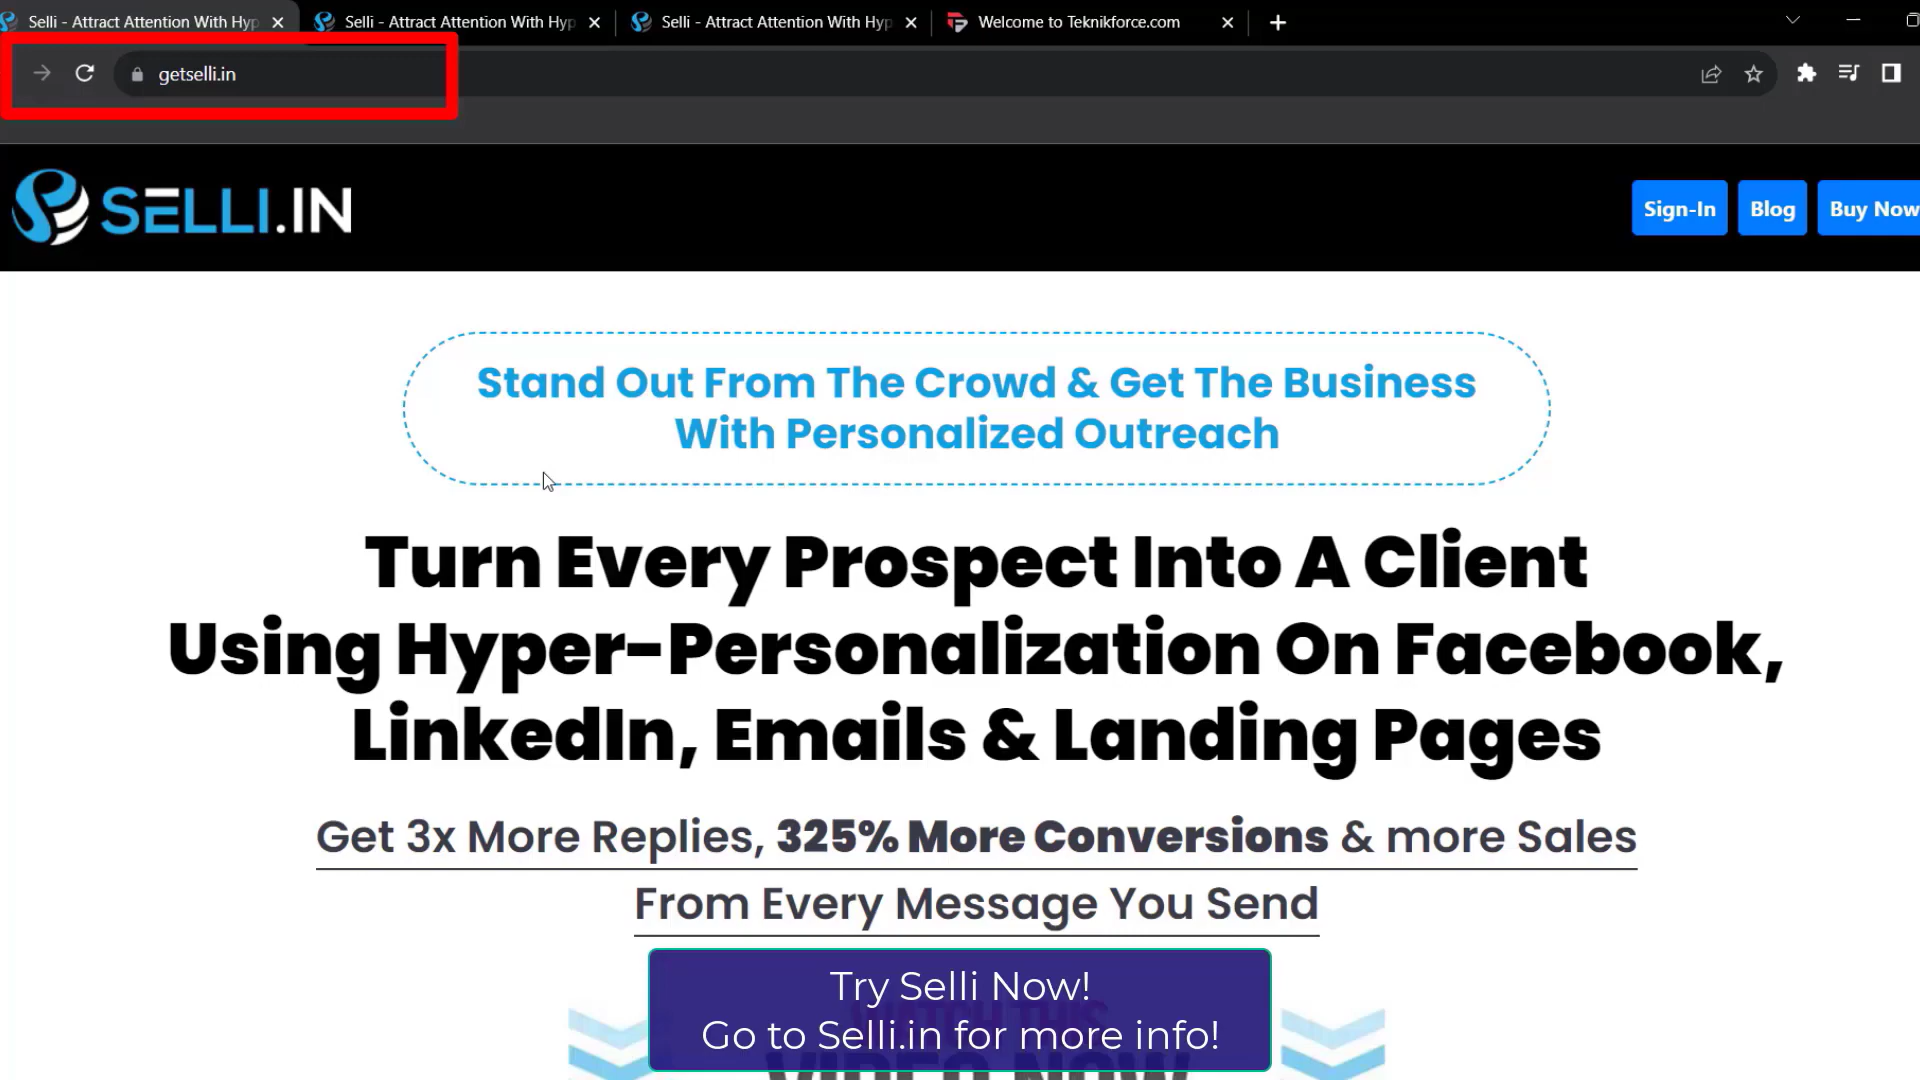 Selli - Attract Attention With Hyp
Selli - Attract Attention With Hyp
Selli - Attract Attention With Hyp
Welcome to Teknikforce.com
getselli.in
SELLI.IN
Sign-In
Blog
Buy Now
Stand Out From The Crowd & Get The Business
With Personalized Outreach
Turn Every Prospect Into A Client
Using Hyper-Personalization On Facebook,
LinkedIn, Emails & Landing Pages
Get 3x More Replies, 325% More Conversions & more Sales
From Every Message You Send
Try Selli Now!
Go to Selli.in for more info!